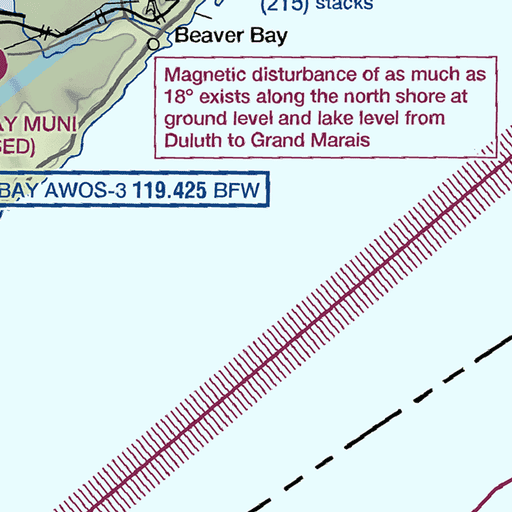 (215) stacks
Beaver Bay
Magnetic disturbance of as much as
18° exists along the north shore at
ground level and lake level from
Duluth to Grand Marais
AY MUNI
SED)
BAY AWOS-3 119.425 BFW